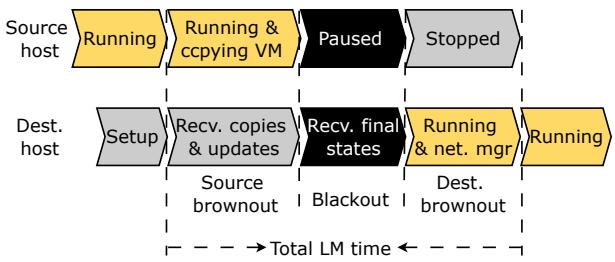 Source host
Running
Running & ccpying VM
Paused
Stopped
Dest. host
Setup
Recv. copies & updates
Recv. final states
Running & net. mgr
Running
Source brownout
Blackout
Dest. brownout
Total LM time